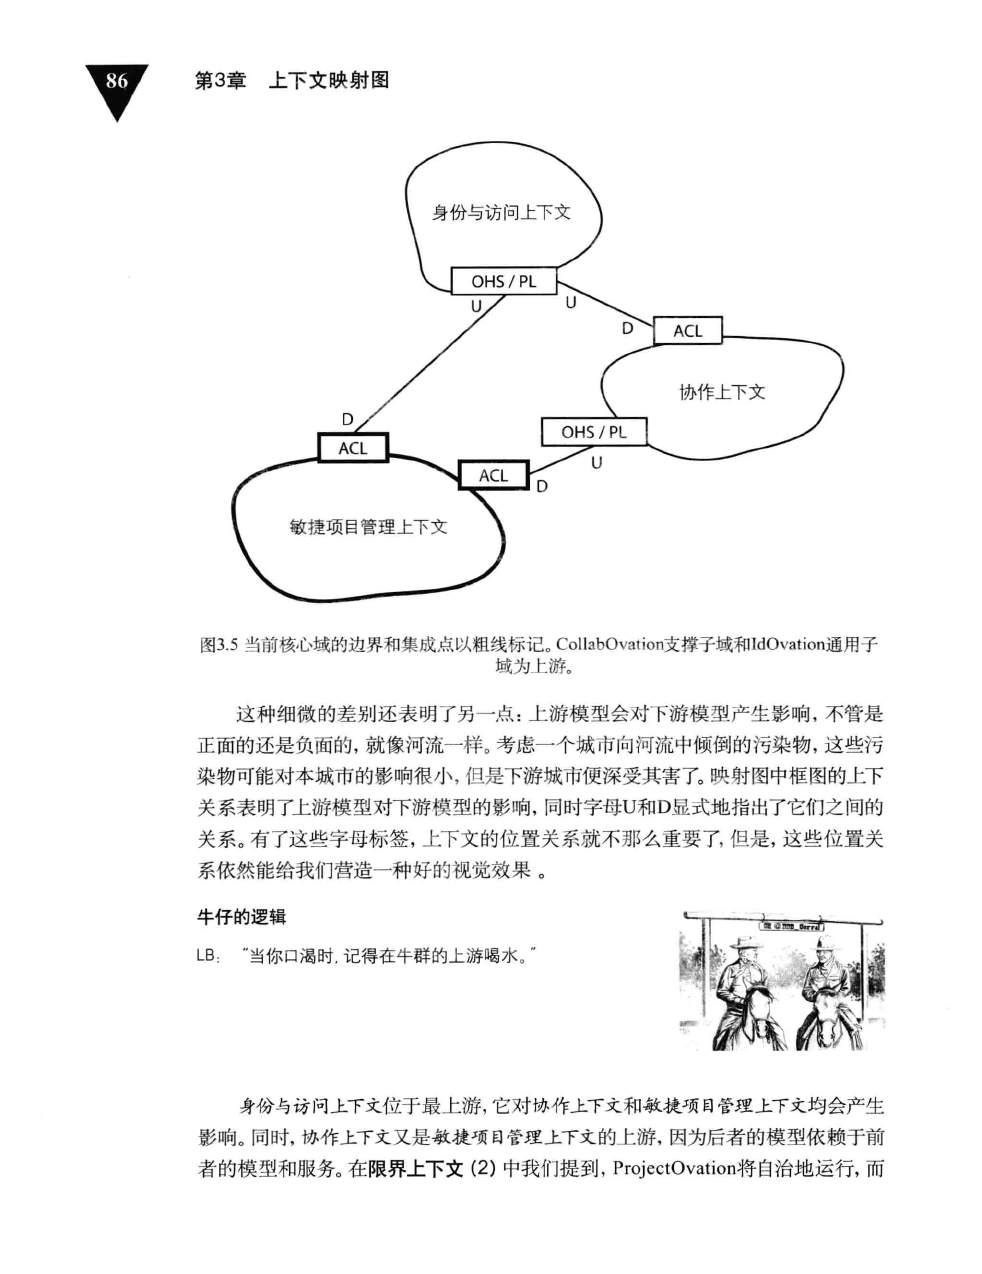 86
第3章 上下文映射图
身份与访问上下文
OHS / PL
U
U
D
ACL
协作上下文
D
ACL
OHS / PL
U
ACL
D
敏捷项目管理上下文
图3.5 当前核心域的边界和集成点以粗线标记。CollabOvation支撑子域和IdOvation通用子
域为上游。
这种细微的差别还表明了另一点：上游模型会对下游模型产生影响，不管是
正面的还是负面的，就像河流一样。考虑一个城市向河流中倾倒的污染物，这些污
染物可能对本城市的影响很小，但是下游城市便深受其害了。映射图中框图的上下
关系表明了上游模型对下游模型的影响，同时字母U和D显式地指出了它们之间的
关系。有了这些字母标签，上下文的位置关系就不那么重要了，但是，这些位置关
系依然能给我们营造一种好的视觉效果 。
牛仔的逻辑
LB： “当你口渴时，记得在牛群的上游喝水。”
身份与访问上下文位于最上游，它对协作上下文和敏捷项目管理上下文均会产生
影响。同时，协作上下文又是敏捷项目管理上下文的上游，因为后者的模型依赖于前
者的模型和服务。在限界上下文 (2) 中我们提到，ProjectOvation将自治地运行，而